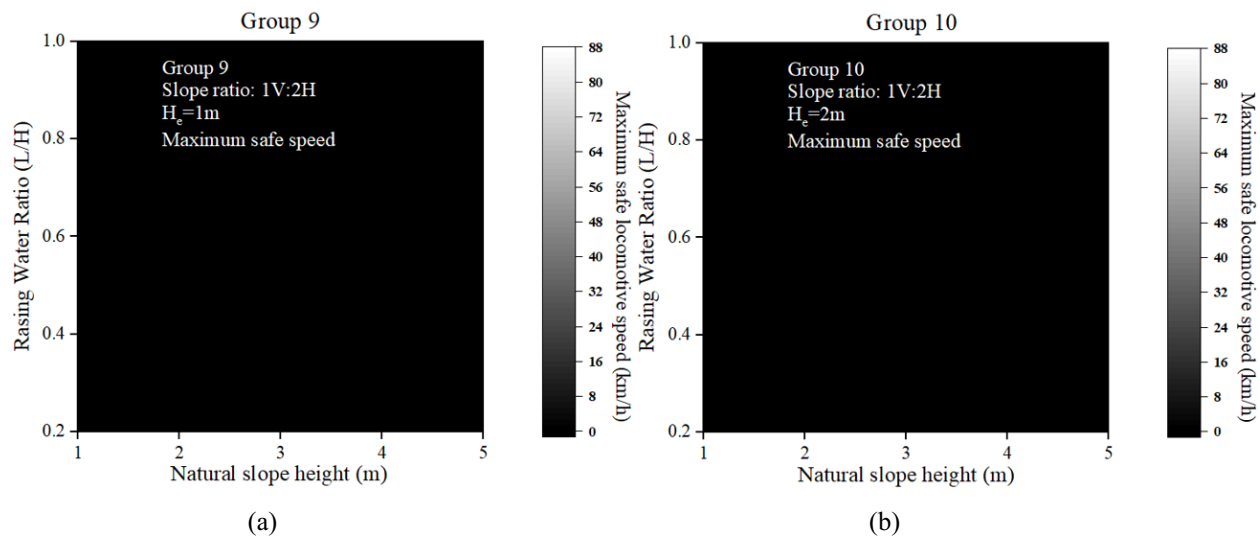 Group 9
1.0
0.8
0.6
0.4
0.2
Rasing Water Ratio (L/H)
Group 9
Slope ratio: 1V:2H
He=1m
Maximum safe speed
1
2
3
4
5
Natural slope height (m)
88
80
72
64
56
48
40
32
24
16
8
0
Maximum safe locomotive speed (km/h)
(a)
Group 10
1.0
0.8
0.6
0.4
0.2
Rasing Water Ratio (L/H)
Group 10
Slope ratio: 1V:2H
He=2m
Maximum safe speed
1
2
3
4
5
Natural slope height (m)
88
80
72
64
56
48
40
32
24
16
8
0
Maximum safe locomotive speed (km/h)
(b)